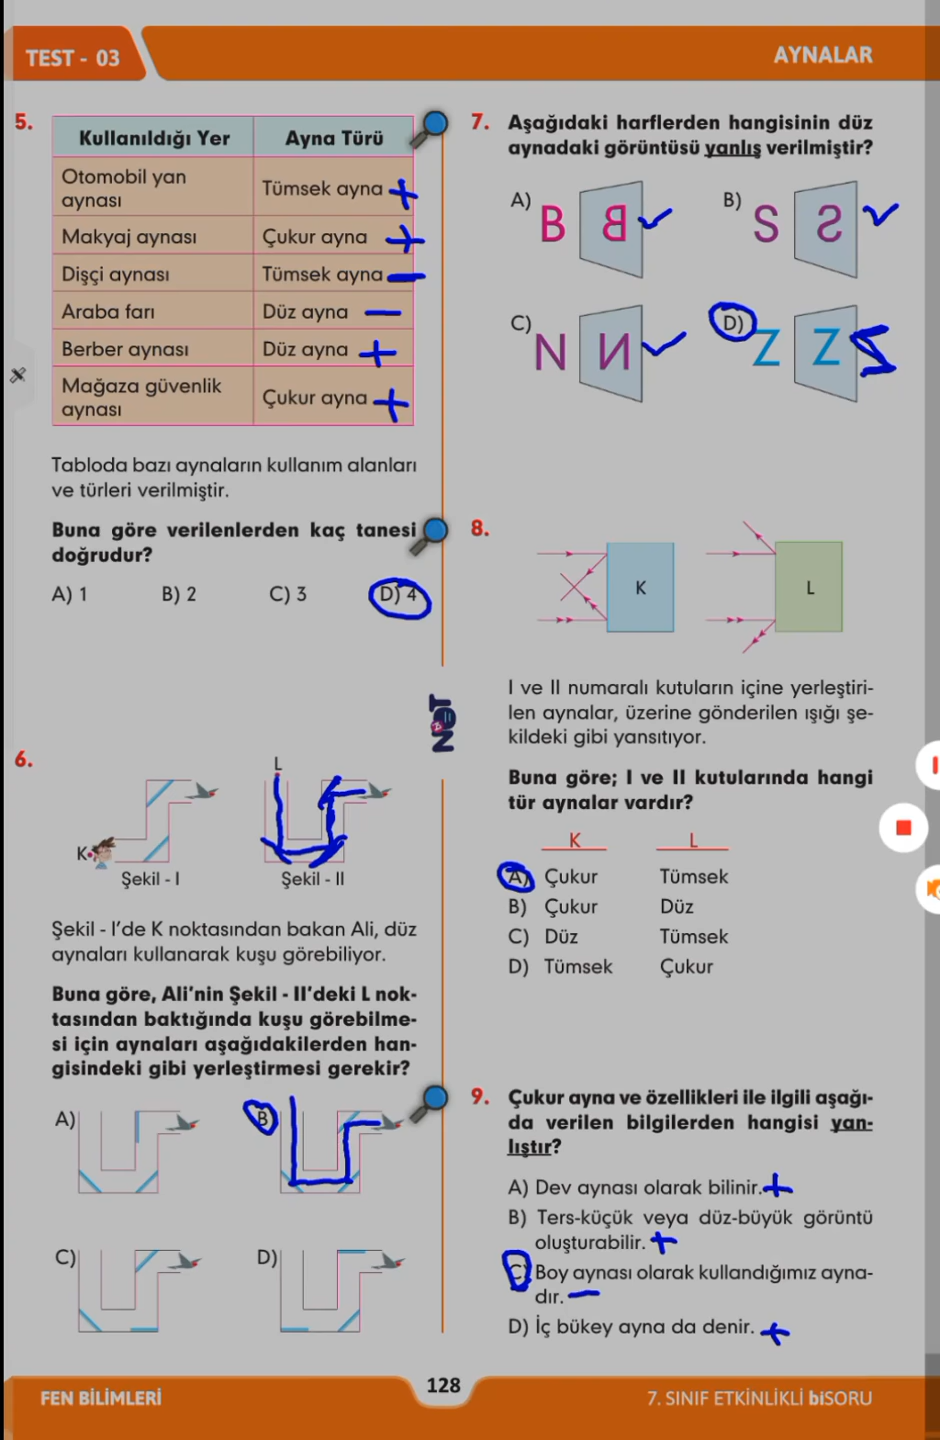 TEST - 03
AYNALAR
5.
Kullanıldığı Yer
Ayna Türü
Otomobil yan
aynası
Tümsek ayna
Makyaj aynası
Çukur ayna
Dişçi aynası
Tümsek ayna
Araba farı
Düz ayna
Berber aynası
Düz ayna
Mağaza güvenlik
aynası
Çukur ayna
Tabloda bazı aynaların kullanım alanları
ve türleri verilmiştir.
Buna göre verilenlerden kaç tanesi
doğrudur?
A) 1 B) 2 C) 3 D) 4
6.
L
K
Şekil - I
Şekil - II
Şekil - I'de K noktasından bakan Ali, düz
aynaları kullanarak kuşu görebiliyor.
Buna göre, Ali'nin Şekil - II'deki L nok-
tasından baktığında kuşu görebilme-
si için aynaları aşağıdakilerden han-
gisindeki gibi yerleştirmesi gerekir?
A)
B)
C)
D)
NOT
7. Aşağıdaki harflerden hangisinin düz
aynadaki görüntüsü yanlış verilmiştir?
A) B
B) S
C) N
D) Z Z
8.
K
L
I ve II numaralı kutuların içine yerleştiri-
len aynalar, üzerine gönderilen ışığı şe-
kildeki gibi yansıtıyor.
Buna göre; I ve II kutularında hangi
tür aynalar vardır?
K L
A) Çukur Tümsek
B) Çukur Düz
C) Düz Tümsek
D) Tümsek Çukur
9. Çukur ayna ve özellikleri ile ilgili aşağı-
da verilen bilgilerden hangisi yan-
lıştır?
A) Dev aynası olarak bilinir.
B) Ters-küçük veya düz-büyük görüntü
oluşturabilir.
C) Boy aynası olarak kullandığımız ayna-
dır.
D) İç bükey ayna da denir.
FEN BİLİMLERİ
128
7. SINIF ETKİNLİKLİ biSORU